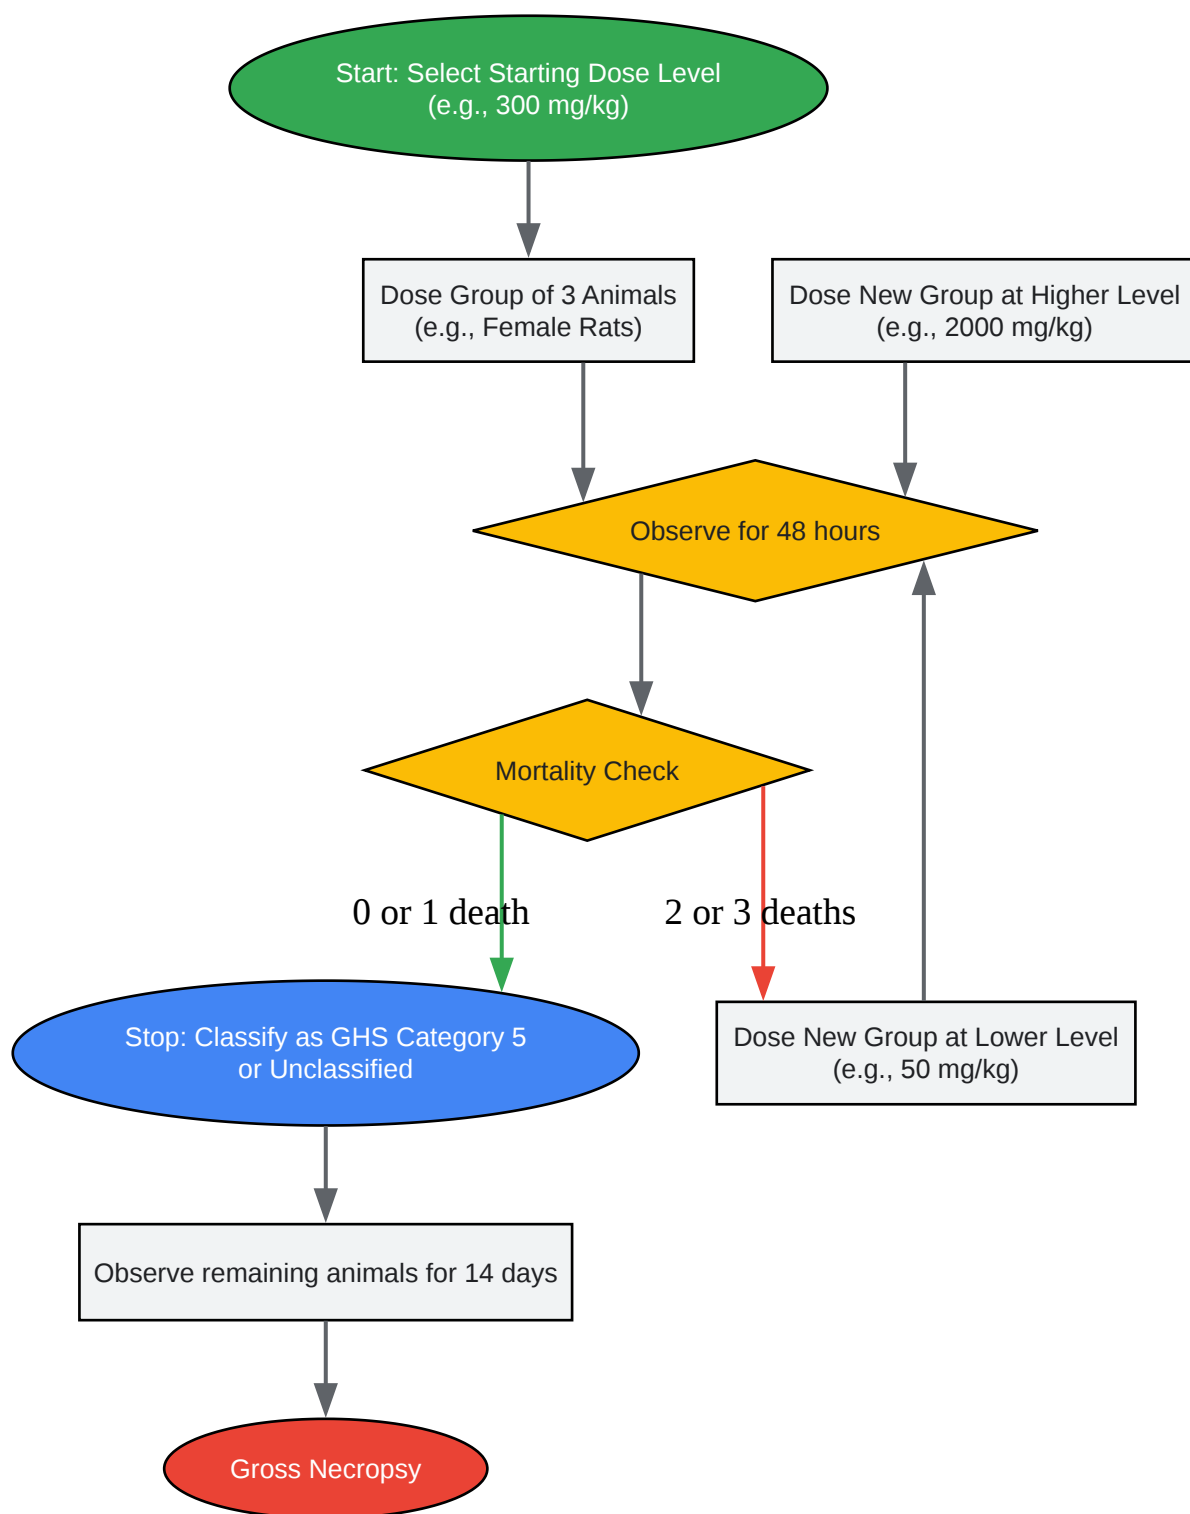 Start: Select Starting Dose Level
(e.g., 300 mg/kg)
Dose Group of 3 Animals
(e.g., Female Rats)
Dose New Group at Higher Level
(e.g., 2000 mg/kg)
Observe for 48 hours
Mortality Check
0 or 1 death
2 or 3 deaths
Stop: Classify as GHS Category 5
or Unclassified
Dose New Group at Lower Level
(e.g., 50 mg/kg)
Observe remaining animals for 14 days
Gross Necropsy